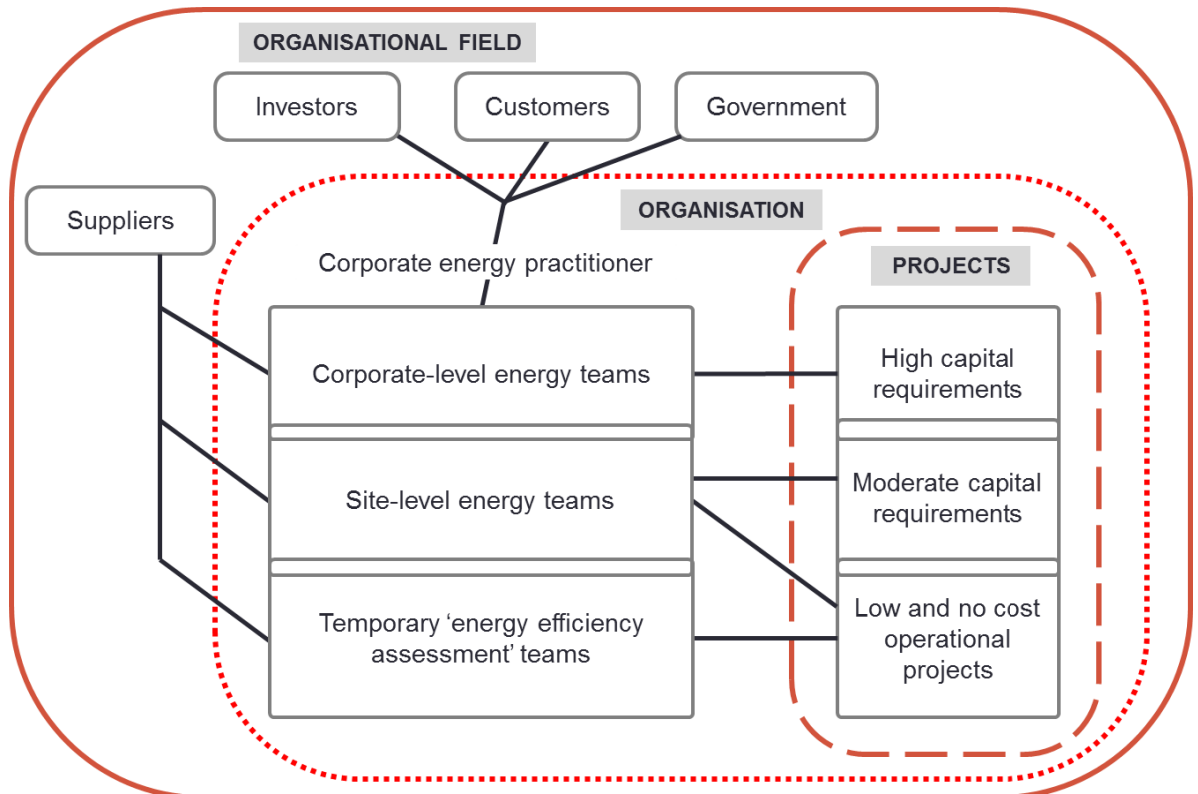 ORGANISATIONAL FIELD
Investors
Customers
Government
Suppliers
ORGANISATION
Corporate energy practitioner
PROJECTS
Corporate-level energy teams
High capital
requirements
Site-level energy teams
Moderate capital
requirements
Temporary ‘energy efficiency
assessment’ teams
Low and no cost
operational
projects